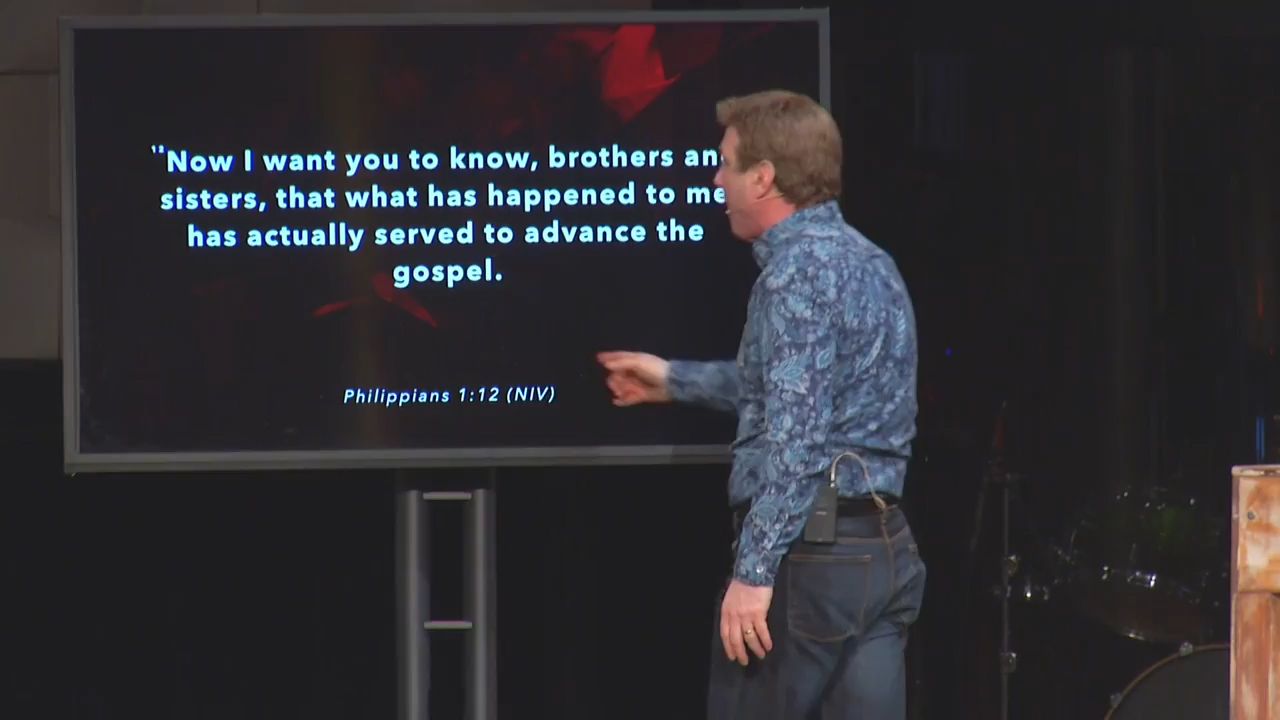 12Now I want you to know, brothers an
sisters, that what has happened to me
has actually served to advance the
gospel.
Philippians 1:12 (NIV)